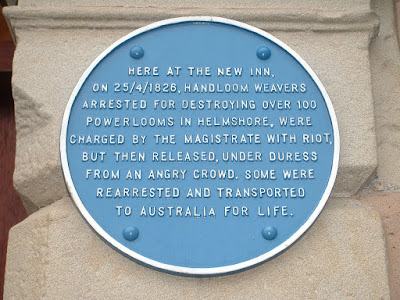 HERE AT THE NEW INN,
ON 25/4/1826, HANDLOOM WEAVERS
ARRESTED FOR DESTROYING OVER 100
POWERLOOMS IN HELMSHORE, WERE
CHARGED BY THE MAGISTRATE WITH RIOT,
BUT THEN RELEASED, UNDER DURESS
FROM AN ANGRY CROWD. SOME WERE
REARRESTED AND TRANSPORTED
TO AUSTRALIA FOR LIFE.